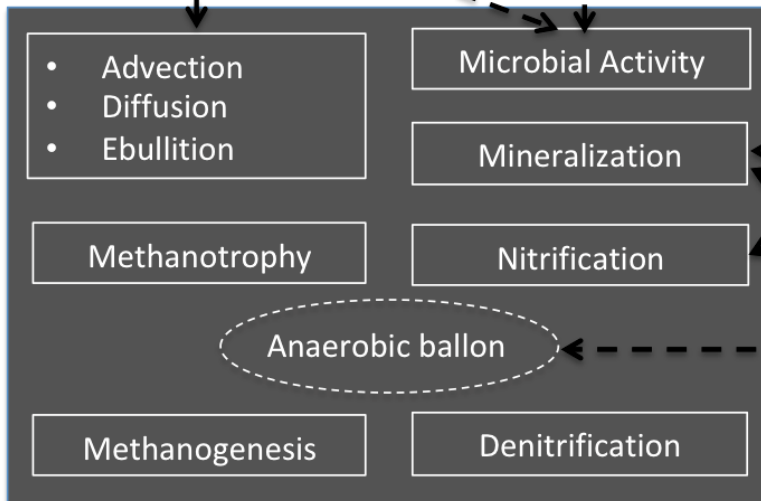 • Advection
• Diffusion
• Ebullition
Microbial Activity
Mineralization
Methanotrophy
Nitrification
Anaerobic ballon
Methanogenesis
Denitrification